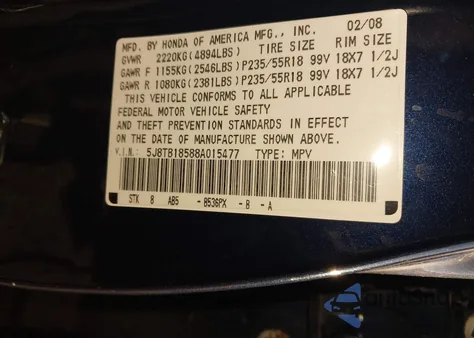 MFD. BY HONDA OF AMERICA MFG., INC. 02/08
GVWR 2220KG(4894LBS) TIRE SIZE RIM SIZE
GAWR F 1155KG(2546LBS)P235/55R18 99V 18X7 1/2J
GAWR R 1080KG(2381LBS)P235/55R18 99V 18X7 1/2J
THIS VEHICLE CONFORMS TO ALL APPLICABLE
FEDERAL MOTOR VEHICLE SAFETY
AND THEFT PREVENTION STANDARDS IN EFFECT
ON THE DATE OF MANUFACTURE SHOWN ABOVE.
V.I.N.: 5J8TB18588A015477 TYPE: MPV
STK 8 AB5 -B536PX -B -A